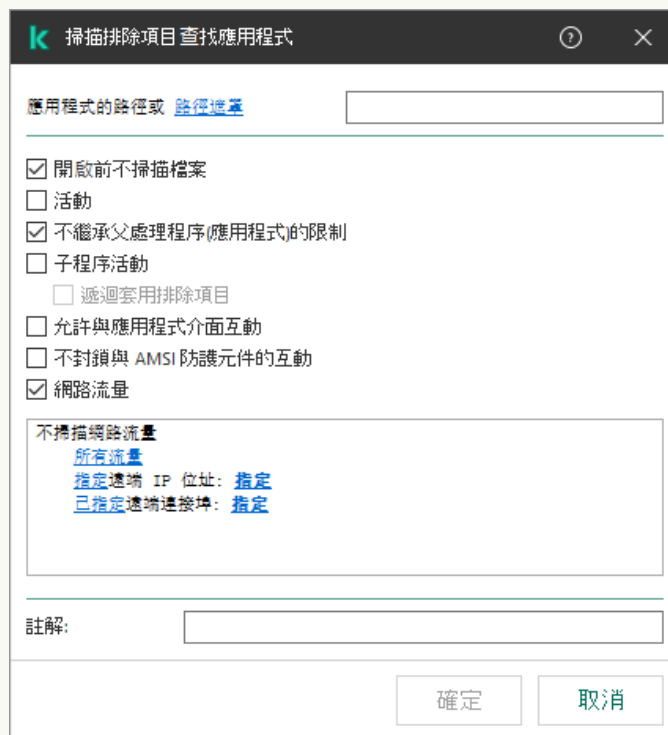 掃描排除項目查找應用程式
應用程式的路徑或 路徑遮罩
開啟前不掃描檔案
活動
不繼承父處理程序(應用程式)的限制
子程序活動
遞迴套用排除項目
允許與應用程式介面互動
不封鎖與 AMSI 防護元件的互動
網路流量
不掃描網路流量
所有流量
指定遠端 IP 位址: 指定
已指定遠端連接埠: 指定
註解:
確定 取消